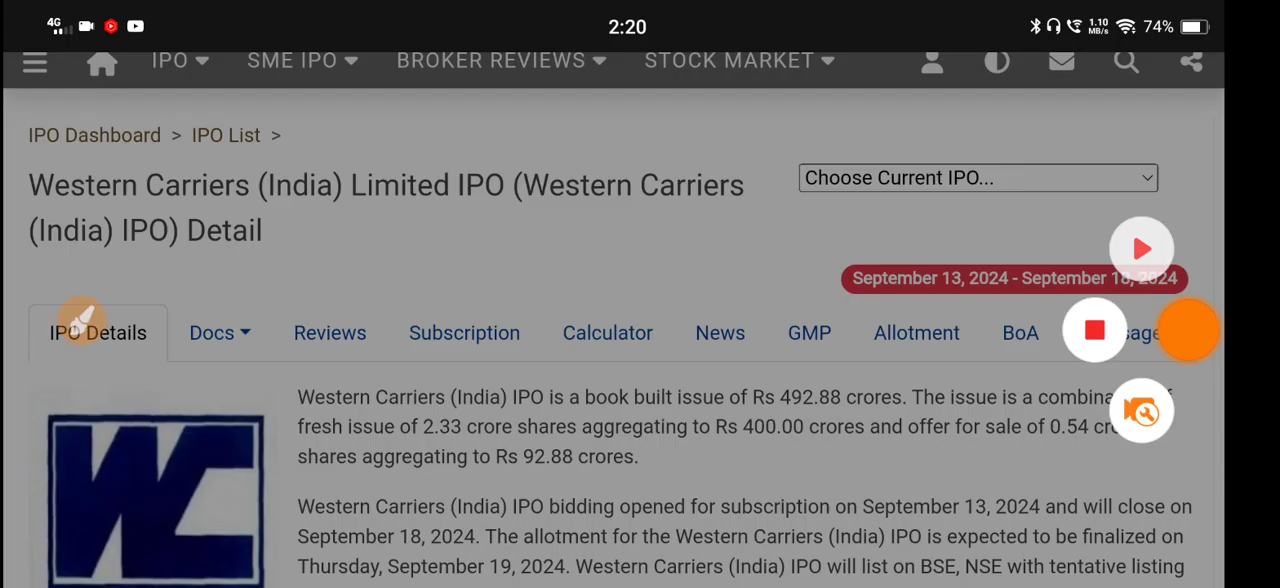 4G 2:20 1.10 MB/s 74%
IPO SME IPO BROKER REVIEWS STOCK MARKET
IPO Dashboard > IPO List >
Western Carriers (India) Limited IPO (Western Carriers
(India) IPO) Detail
Choose Current IPO...
September 13, 2024 - September 18, 2024
IPO Details Docs Reviews Subscription Calculator News GMP Allotment BoA
Western Carriers (India) IPO is a book built issue of Rs 492.88 crores. The issue is a
fresh issue of 2.33 crore shares aggregating to Rs 400.00 crores and offer for sale of 0.54
shares aggregating to Rs 92.88 crores.
Western Carriers (India) IPO bidding opened for subscription on September 13, 2024 and will close on
September 18, 2024. The allotment for the Western Carriers (India) IPO is expected to be finalized on
Thursday, September 19, 2024. Western Carriers (India) IPO will list on BSE, NSE with tentative listing
WC